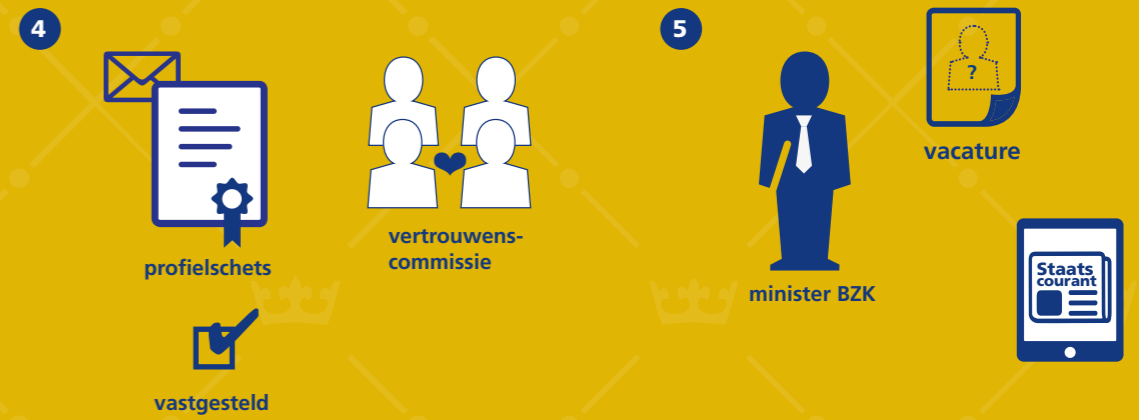 4
profielschets
vastgesteld
vertrouwens-
commissie
5
minister BZK
?
vacature
Staats
courant